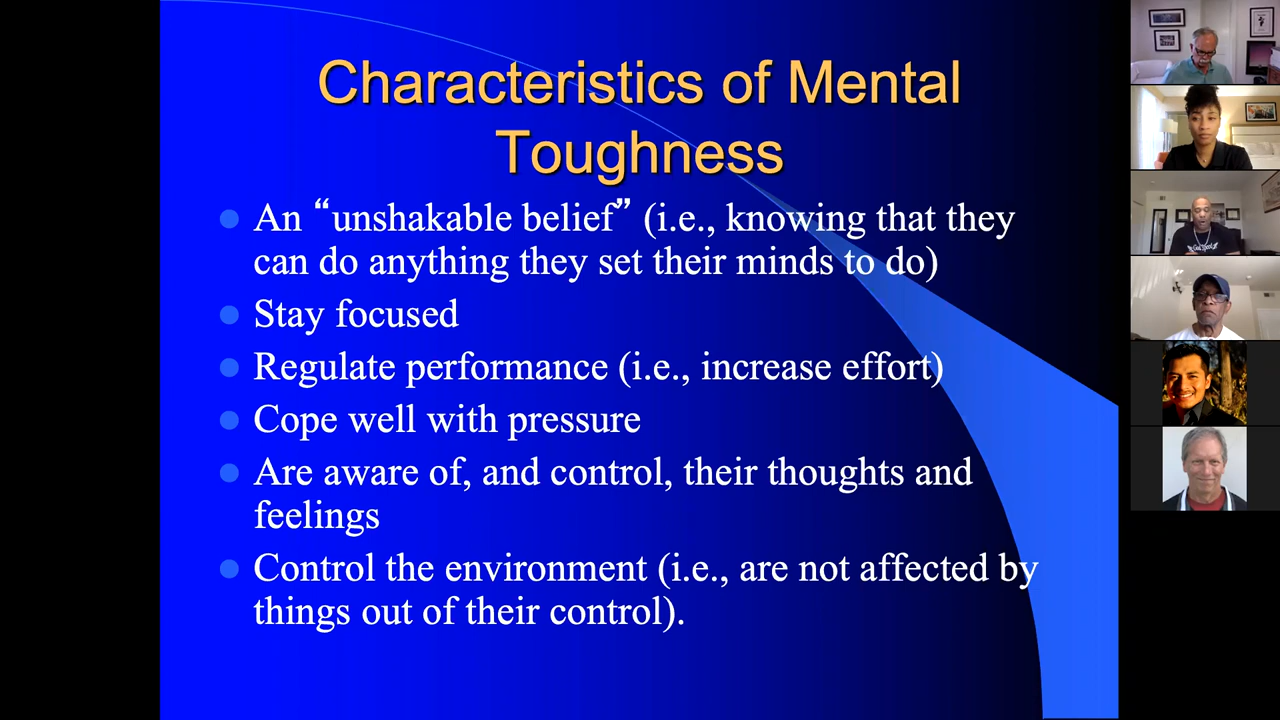 Characteristics of Mental
Toughness
An “unshakable belief” (i.e., knowing that they
can do anything they set their minds to do)
Stay focused
Regulate performance (i.e., increase effort)
Cope well with pressure
Are aware of, and control, their thoughts and
feelings
Control the environment (i.e., are not affected by
things out of their control).